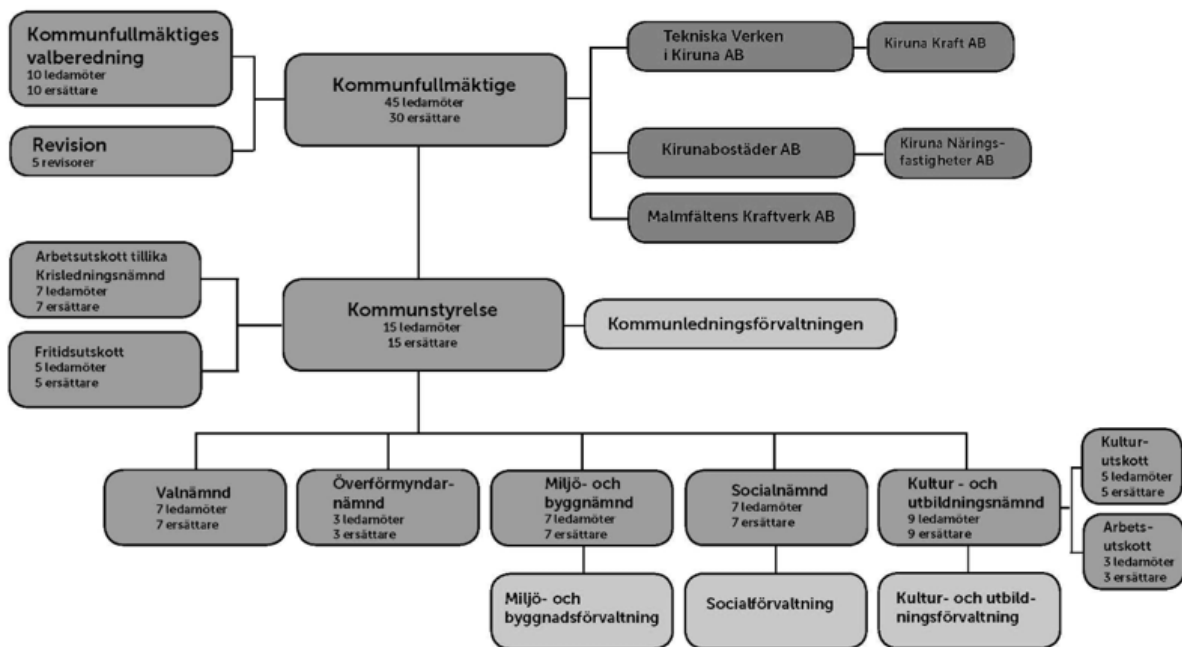 Kommunfullmäktiges
valberedning
10 ledamöter
10 ersättare
Revision
5 revisorer
Kommunfullmäktige
45 ledamöter
30 ersättare
Tekniska Verken
i Kiruna AB
Kiruna Kraft AB
Kirunabostäder AB
Kiruna Närings-
fastigheter AB
Malmfältens Kraftverk AB
Arbetsutskott tillika
Krisledningsnämnd
7 ledamöter
7 ersättare
Fritidsutskott
5 ledamöter
5 ersättare
Kommunstyrelse
15 ledamöter
15 ersättare
Kommunledningsförvaltningen
Valnämnd
7 ledamöter
7 ersättare
Överförmyndar-
nämnd
3 ledamöter
3 ersättare
Miljö- och
byggnämnd
7 ledamöter
7 ersättare
Socialnämnd
7 ledamöter
7 ersättare
Kultur - och
utbildningsnämnd
9 ledamöter
9 ersättare
Kultur-
utskott
5 ledamöter
5 ersättare
Arbets-
utskott
3 ledamöter
3 ersättare
Miljö- och
byggnadsförvaltning
Socialförvaltning
Kultur- och utbild-
ningsförvaltning